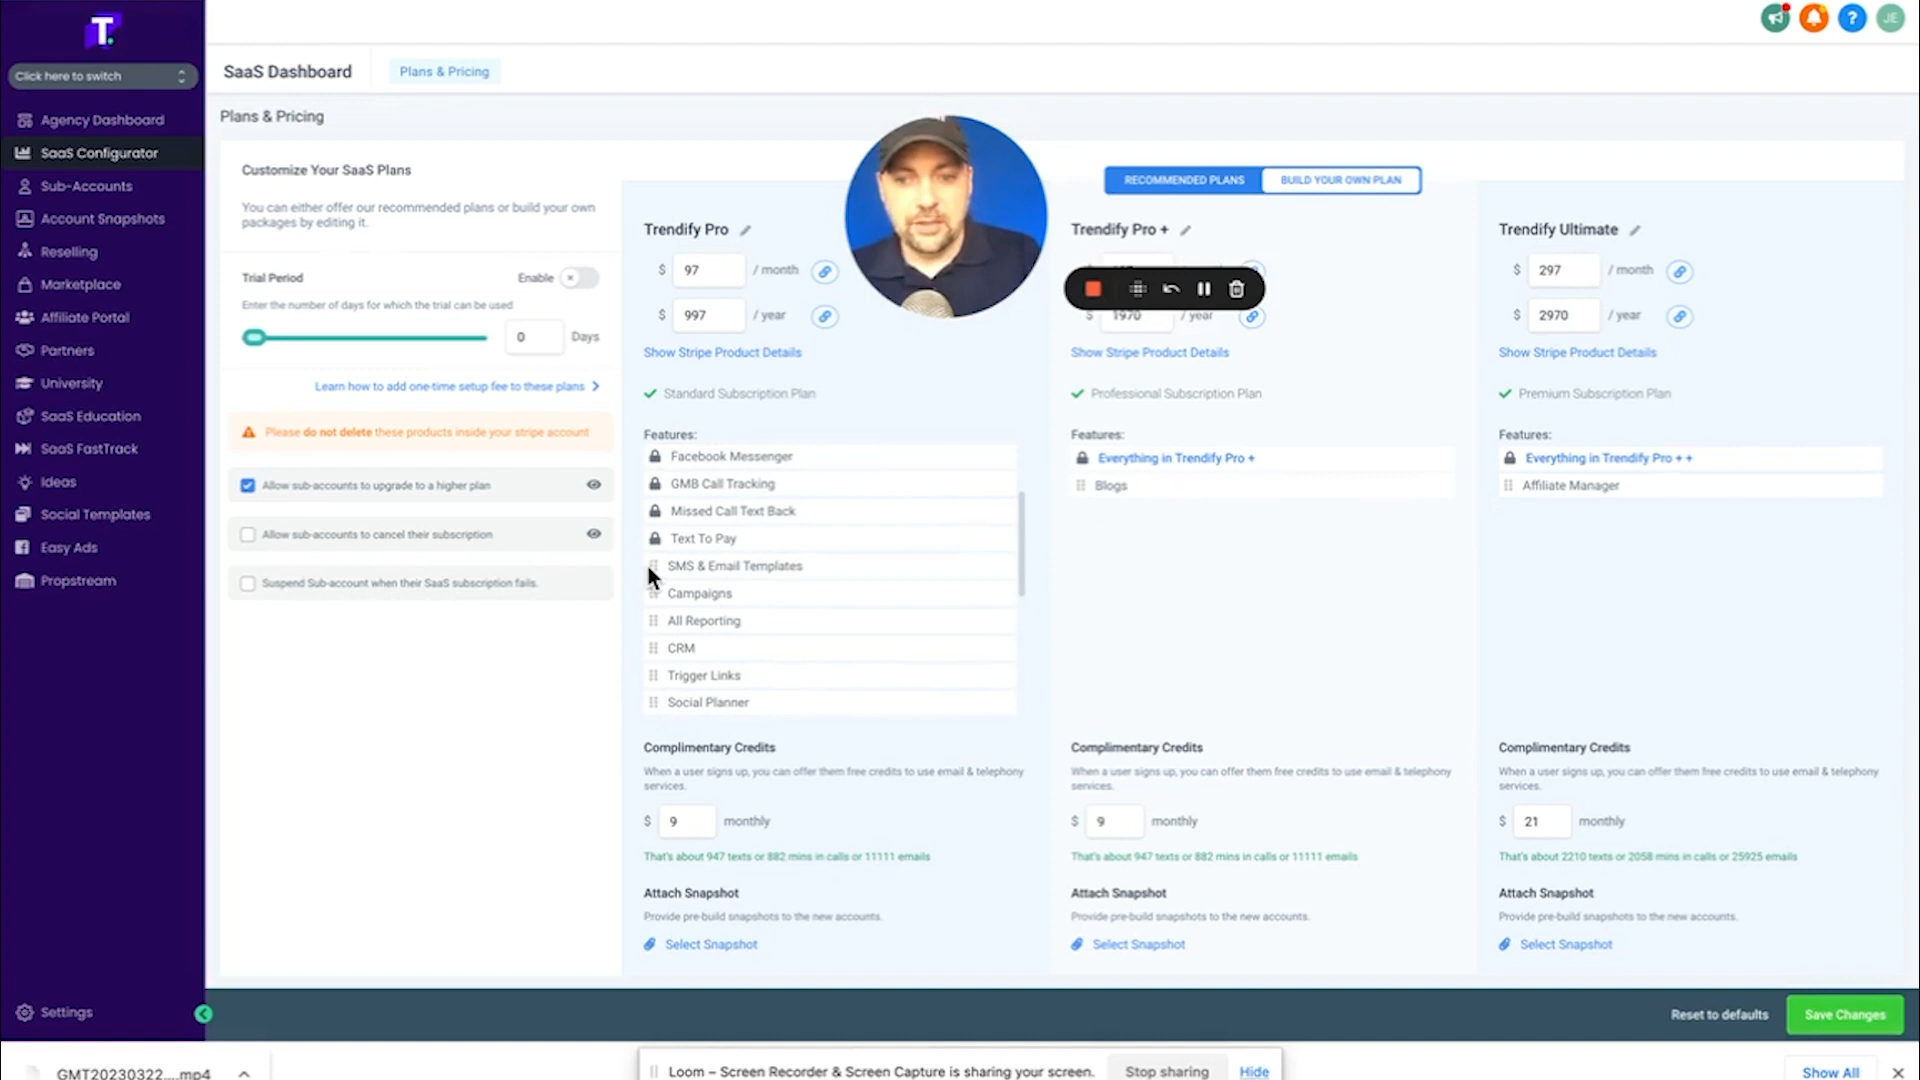 T.
JE
Click here to switch
SaaS Dashboard
Plans & Pricing
Agency Dashboard
SaaS Configurator
Sub-Accounts
Account Snapshots
Reselling
Marketplace
Affiliate Portal
Partners
University
SaaS Education
SaaS FastTrack
Ideas
Social Templates
Easy Ads
Propstream
Settings
Plans & Pricing
Customize Your SaaS Plans
You can either offer our recommended plans or build your own
packages by editing it.
Trial Period
Enable
Enter the number of days for which the trial can be used
0
Days
Learn how to add one-time setup fee to these plans
Please do not delete these products inside your stripe account
Allow sub-accounts to upgrade to a higher plan
Allow sub-accounts to cancel their subscription
Suspend Sub-account when their SaaS subscription fails.
RECOMMENDED PLANS
BUILD YOUR OWN PLAN
Trendify Pro
$ 97 / month
$ 997 / year
Show Stripe Product Details
Standard Subscription Plan
Features:
Facebook Messenger
GMB Call Tracking
Missed Call Text Back
Text To Pay
SMS & Email Templates
Campaigns
All Reporting
CRM
Trigger Links
Social Planner
Complimentary Credits
When a user signs up, you can offer them free credits to use email & telephony
services.
$ 9 monthly
That's about 947 texts or 882 mins in calls or 11111 emails
Attach Snapshot
Provide pre-build snapshots to the new accounts.
Select Snapshot
Trendify Pro +
$ 1970 / year
Show Stripe Product Details
Professional Subscription Plan
Features:
Everything in Trendify Pro +
Blogs
Complimentary Credits
When a user signs up, you can offer them free credits to use email & telephony
services.
$ 9 monthly
That's about 947 texts or 882 mins in calls or 11111 emails
Attach Snapshot
Provide pre-build snapshots to the new accounts.
Select Snapshot
Trendify Ultimate
$ 297 / month
$ 2970 / year
Show Stripe Product Details
Premium Subscription Plan
Features:
Everything in Trendify Pro + +
Affiliate Manager
Complimentary Credits
When a user signs up, you can offer them free credits to use email & telephony
services.
$ 21 monthly
That's about 2210 texts or 2058 mins in calls or 25925 emails
Attach Snapshot
Provide pre-build snapshots to the new accounts.
Select Snapshot
Reset to defaults
Save Changes
GMT20230322....mp4
Loom – Screen Recorder & Screen Capture is sharing your screen.
Stop sharing
Hide
Show All